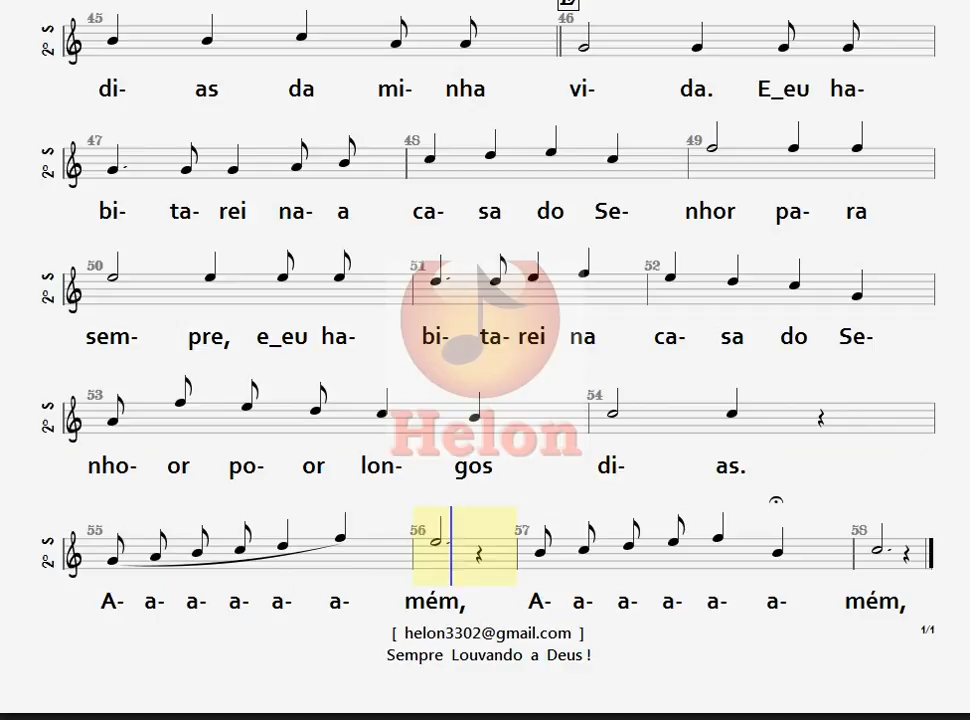 E
45 46
2º S
di- as da mi- nha vi- da. E_eu ha-
47 48 49
2º S
bi- ta- rei na- a ca- sa do Se- nhor pa- ra
50 51 52
2º S
sem- pre, e_eu ha- bi- ta- rei na ca- sa do Se-
53 54
2º S
nho- or po- or lon- gos di- as.
Helon
55 56 57 58
2º S
A- a- a- a- a- a- mém, A- a- a- a- a- a- mém,
[ helon3302@gmail.com ] 1/1
Sempre Louvando a Deus !